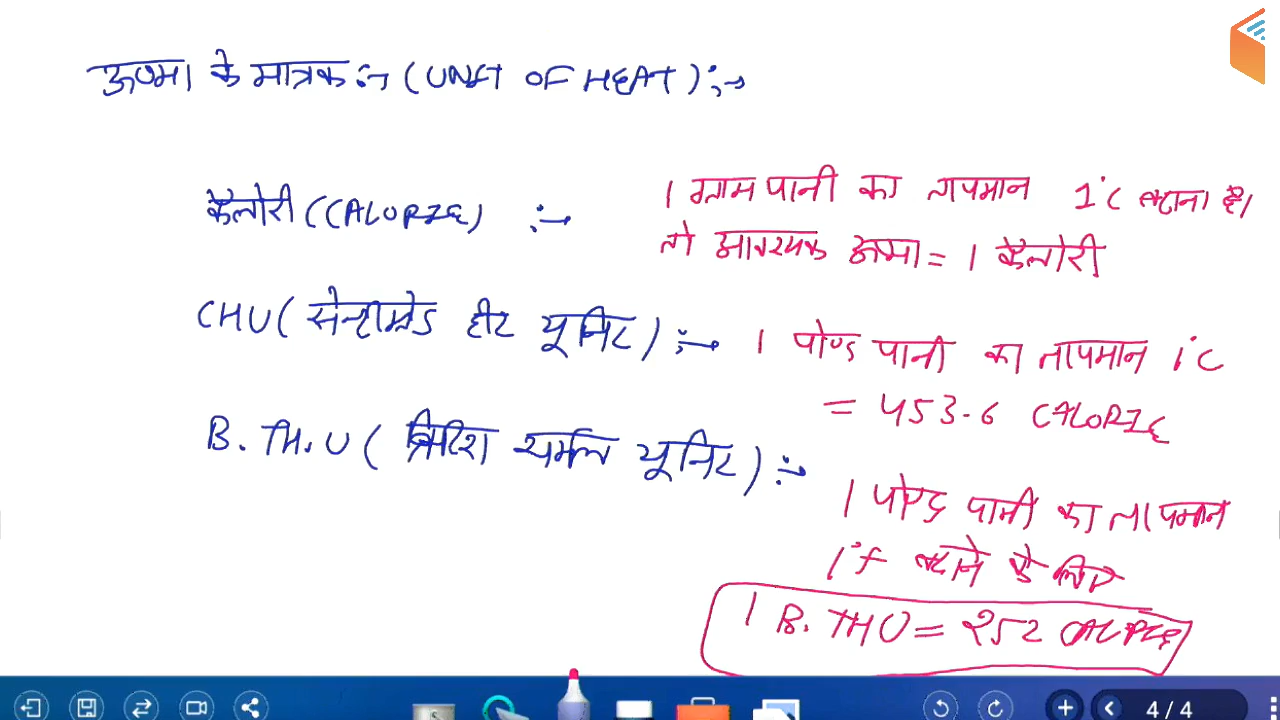 ऊष्मा के मात्रक :→ (UNIT OF HEAT) :→
कैलोरी (CALORIE) :→
1 ग्राम पानी का तापमान 1°C बढ़ाना है।
तो आवश्यक ऊष्मा = 1 कैलोरी
CHU ( सेन्टीग्रेड हीट यूनिट ) :→
1 पोण्ड पानी का तापमान 1°C
= 453.6 CALORIE
B.TH.U ( ब्रिटिश थर्मल यूनिट ) :→
1 पोण्ड पानी का तापमान
1°f बढ़ाने के लिए
1 B.THU = 252 CALORIE
4/4